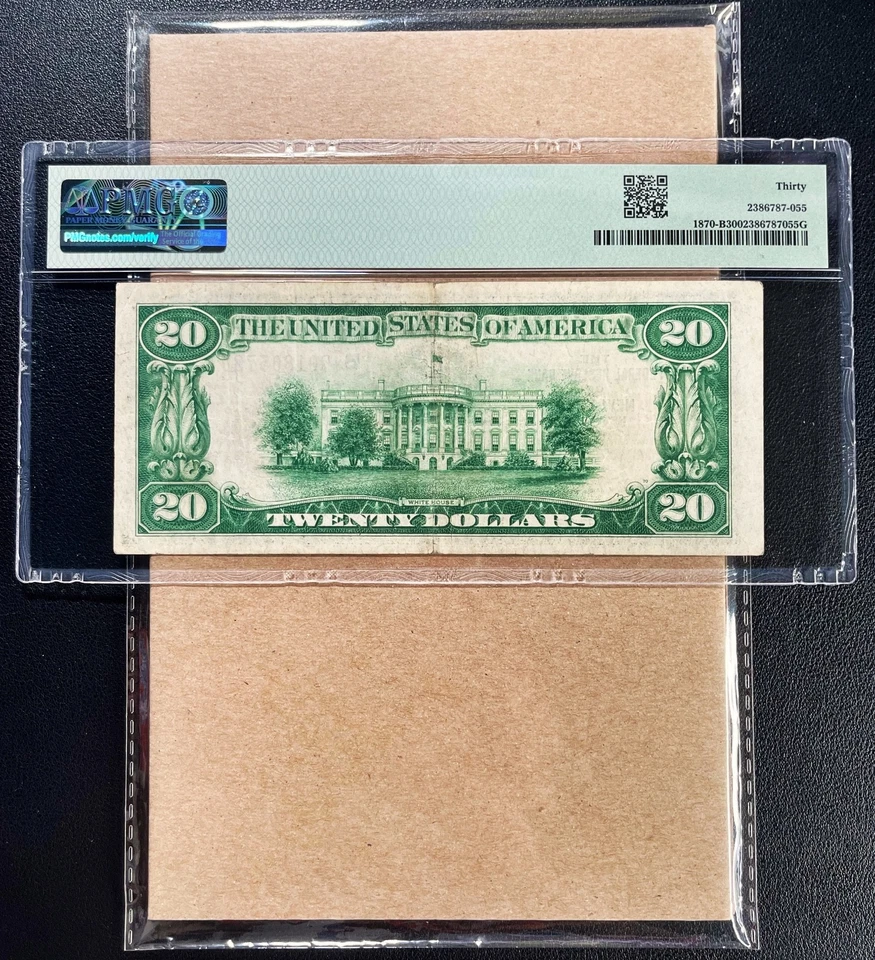 PMG
PAPER MONEY GUARANTY
PMGnotes.com/verify
The Official Grading
Service of the
Thirty
2386787-055
1870-B3002386787055G
20 THE UNITED STATES OF AMERICA 20
WHITE HOUSE
20 TWENTY DOLLARS 20